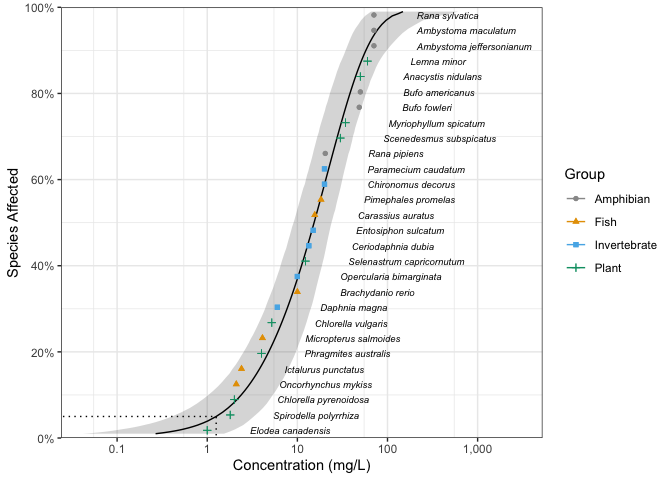 100%
80%
60%
40%
20%
0%
Species Affected
Rana sylvatica
Ambystoma maculatum
Ambystoma jeffersonianum
Lemna minor
Anacystis nidulans
Bufo americanus
Bufo fowleri
Myriophyllum spicatum
Scenedesmus subspicatus
Rana pipiens
Paramecium caudatum
Chironomus decorus
Pimephales promelas
Carassius auratus
Entosiphon sulcatum
Ceriodaphnia dubia
Selenastrum capricornutum
Opercularia bimarginata
Brachydanio rerio
Daphnia magna
Chlorella vulgaris
Micropterus salmoides
Phragmites australis
Ictalurus punctatus
Oncorhynchus mykiss
Chlorella pyrenoidosa
Spirodella polyrrhiza
Elodea canadensis
0.1 1 10 100 1,000
Concentration (mg/L)
Group
Amphibian
Fish
Invertebrate
Plant